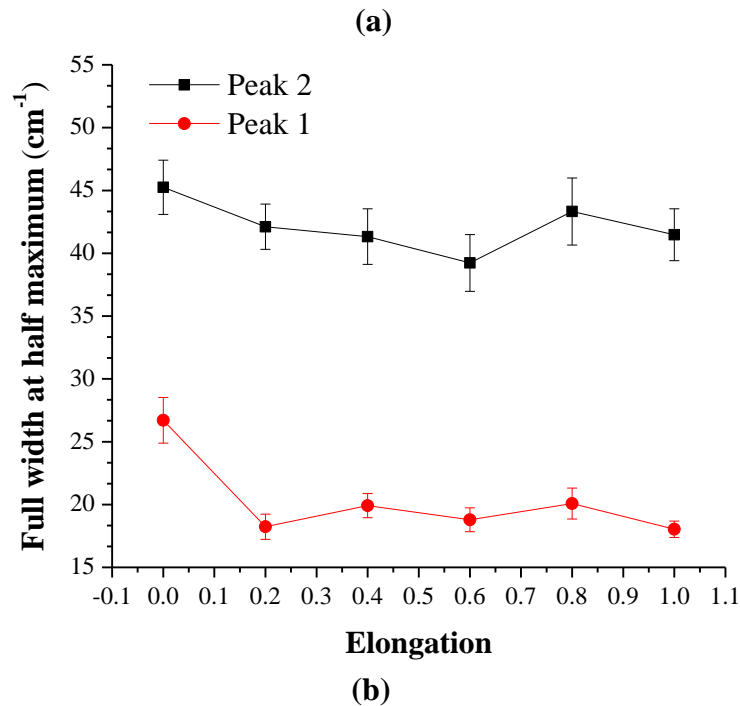 (a)
55
50
45
40
35
30
25
20
15
Peak 2
Peak 1
Full width at half maximum (cm⁻¹)
-0.1 0.0 0.1 0.2 0.3 0.4 0.5 0.6 0.7 0.8 0.9 1.0 1.1
Elongation
(b)